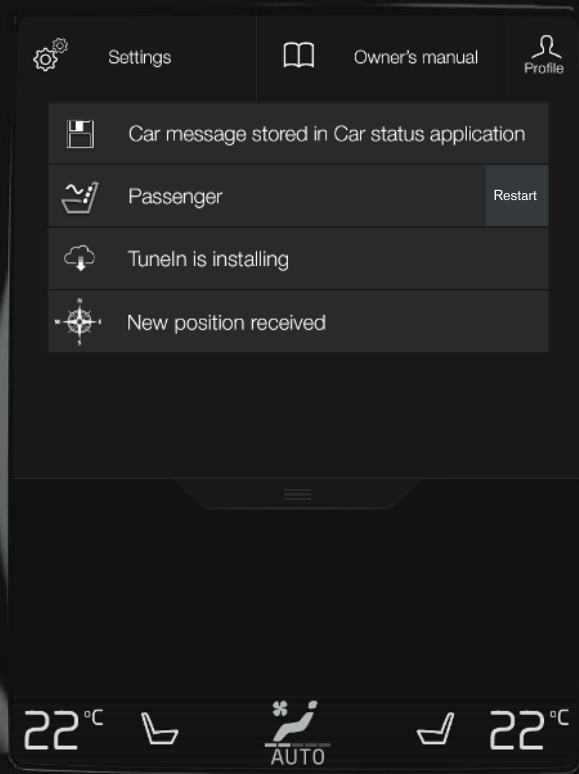 Settings
Owner's manual
Profile
Car message stored in Car status application
Passenger
Restart
TuneIn is installing
New position received
N
W
E
S
22°C
22°C
AUTO